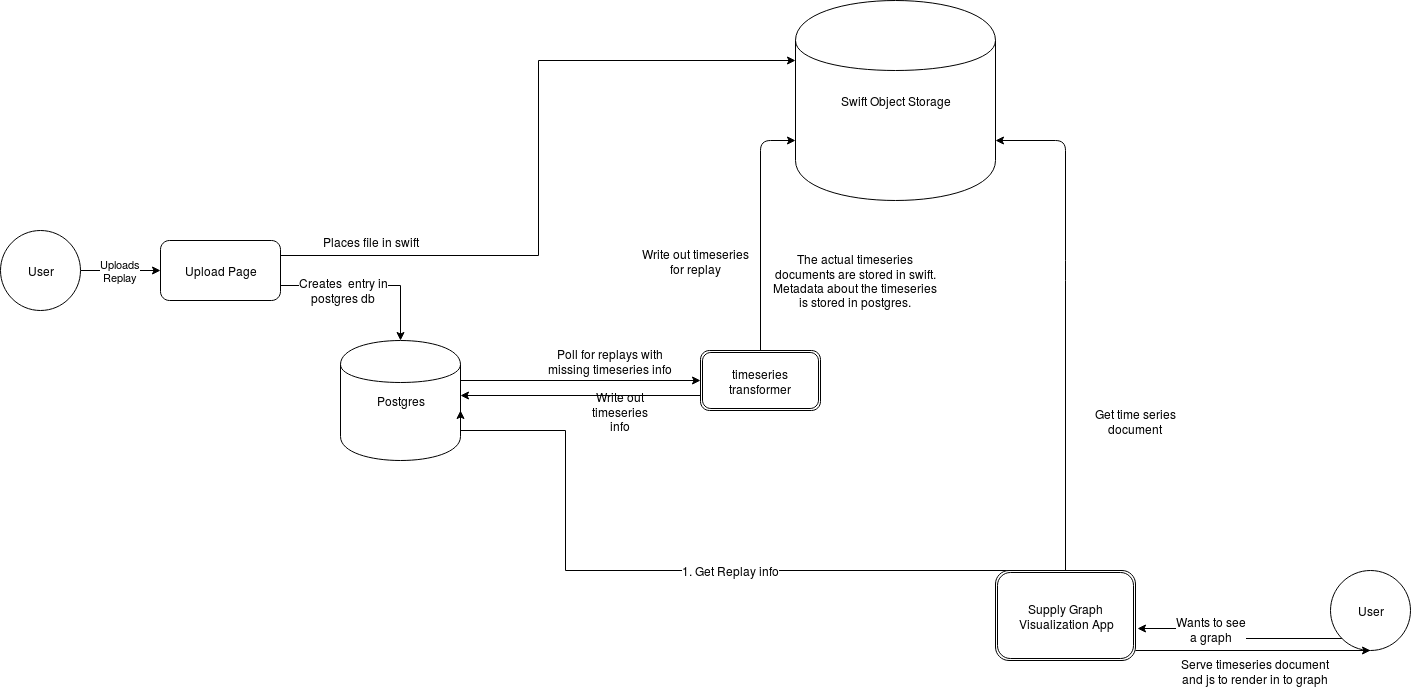 Swift Object Storage
Places file in swift
User
Uploads
Replay
Upload Page
Creates  entry in
postgres db
Write out timeseries
for replay
The actual timeseries
documents are stored in swift.
Metadata about the timeseries
is stored in postgres.
Poll for replays with
missing timeseries info
timeseries
transformer
Postgres
Write out
timeseries
info
Get time series
document
1. Get Replay info
Supply Graph
Visualization App
Wants to see
a graph
User
Serve timeseries document
and js to render in to graph